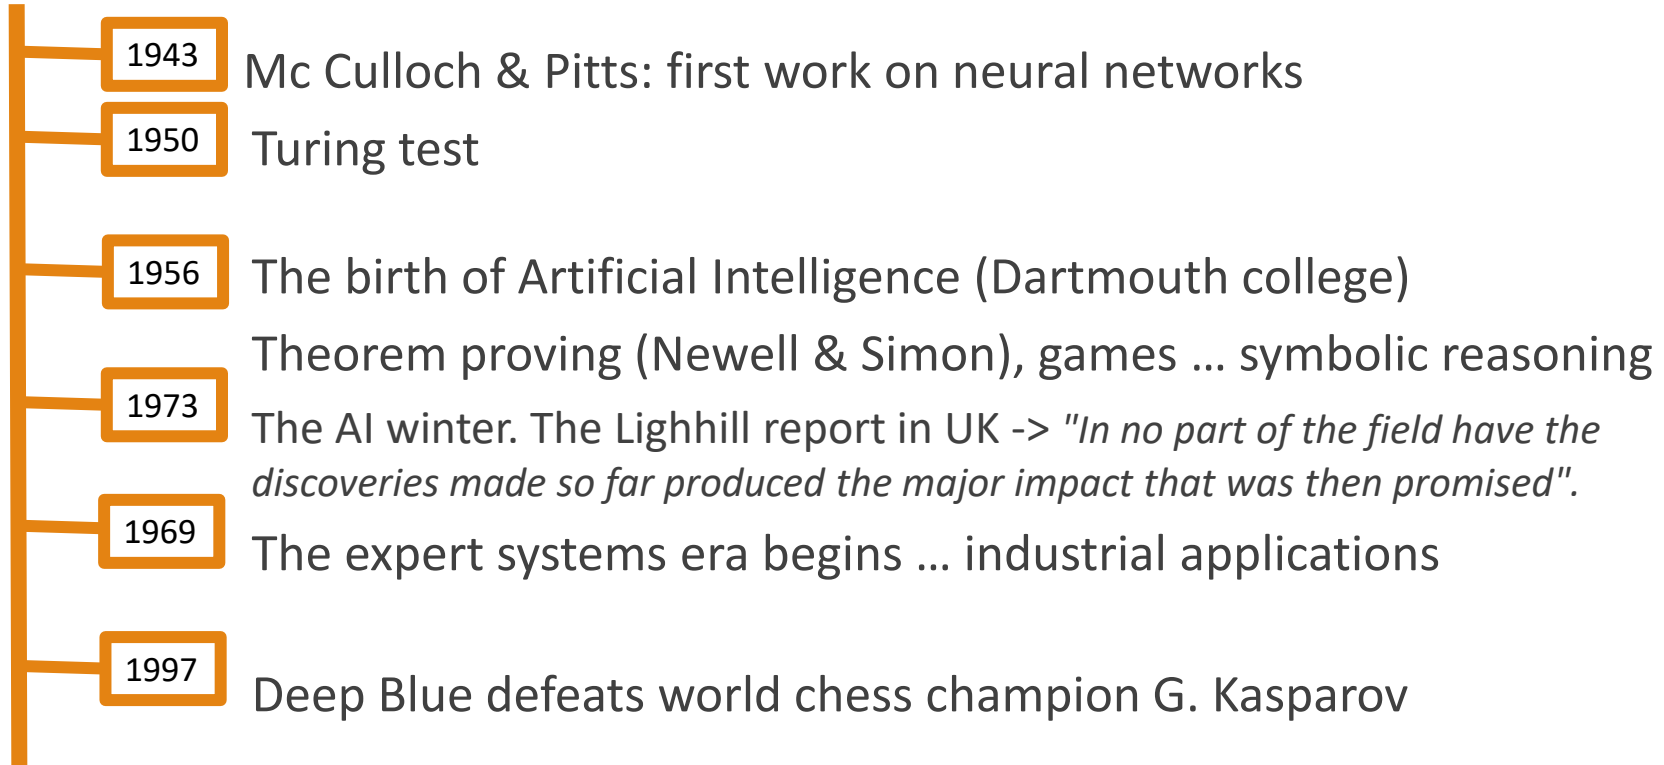 1943
Mc Culloch & Pitts: first work on neural networks
1950
Turing test
1956
The birth of Artificial Intelligence (Dartmouth college)
Theorem proving (Newell & Simon), games … symbolic reasoning
1973
The AI winter. The Lighhill report in UK -> "In no part of the field have the
discoveries made so far produced the major impact that was then promised".
1969
The expert systems era begins … industrial applications
1997
Deep Blue defeats world chess champion G. Kasparov